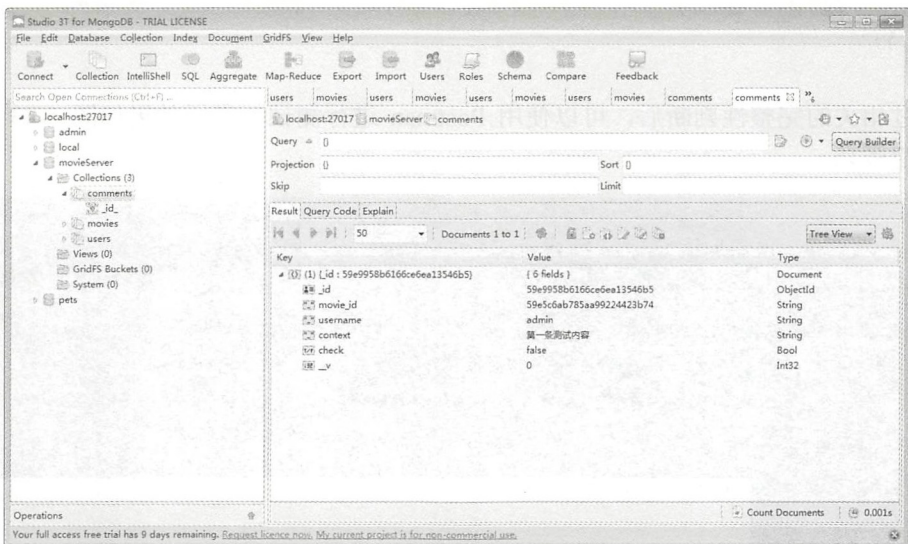 Studio 3T for MongoDB - TRIAL LICENSE
File Edit Database Collection Index Document GridFS View Help
Connect Collection IntelliShell SQL Aggregate Map-Reduce Export Import Users Roles Schema Compare Feedback
Search Open Connections (Ctrl+F) ...
users movies users movies users movies users movies comments comments
localhost:27017
admin
local
movieServer
Collections (3)
comments
_id_
movies
users
Views (0)
GridFS Buckets (0)
System (0)
pets
localhost:27017 movieServer comments
Query {} Query Builder
Projection {} Sort {}
Skip Limit
Result Query Code Explain
50 Documents 1 to 1 Tree View
Key Value Type
(1) {_id : 59e9958b6166ce6ea13546b5} { 6 fields } Document
_id 59e9958b6166ce6ea13546b5 ObjectId
movie_id 59e5c6ab785aa99224423b74 String
username admin String
context 第一条测试内容 String
check false Bool
__v 0 Int32
Operations
Count Documents 0.001s
Your full access free trial has 9 days remaining. Request licence now. My current project is for non-commercial use.